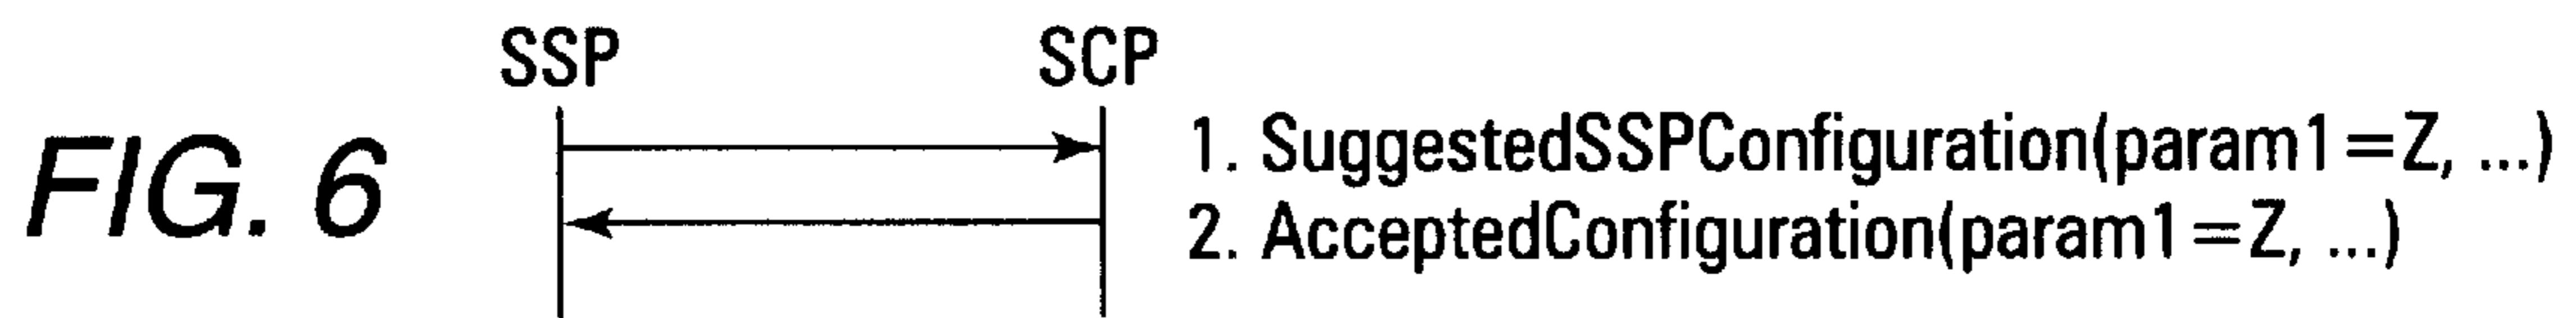 FIG. 6
SSP
SCP
1. SuggestedSSPConfiguration(param1=Z, ...)
2. AcceptedConfiguration(param1=Z, ...)